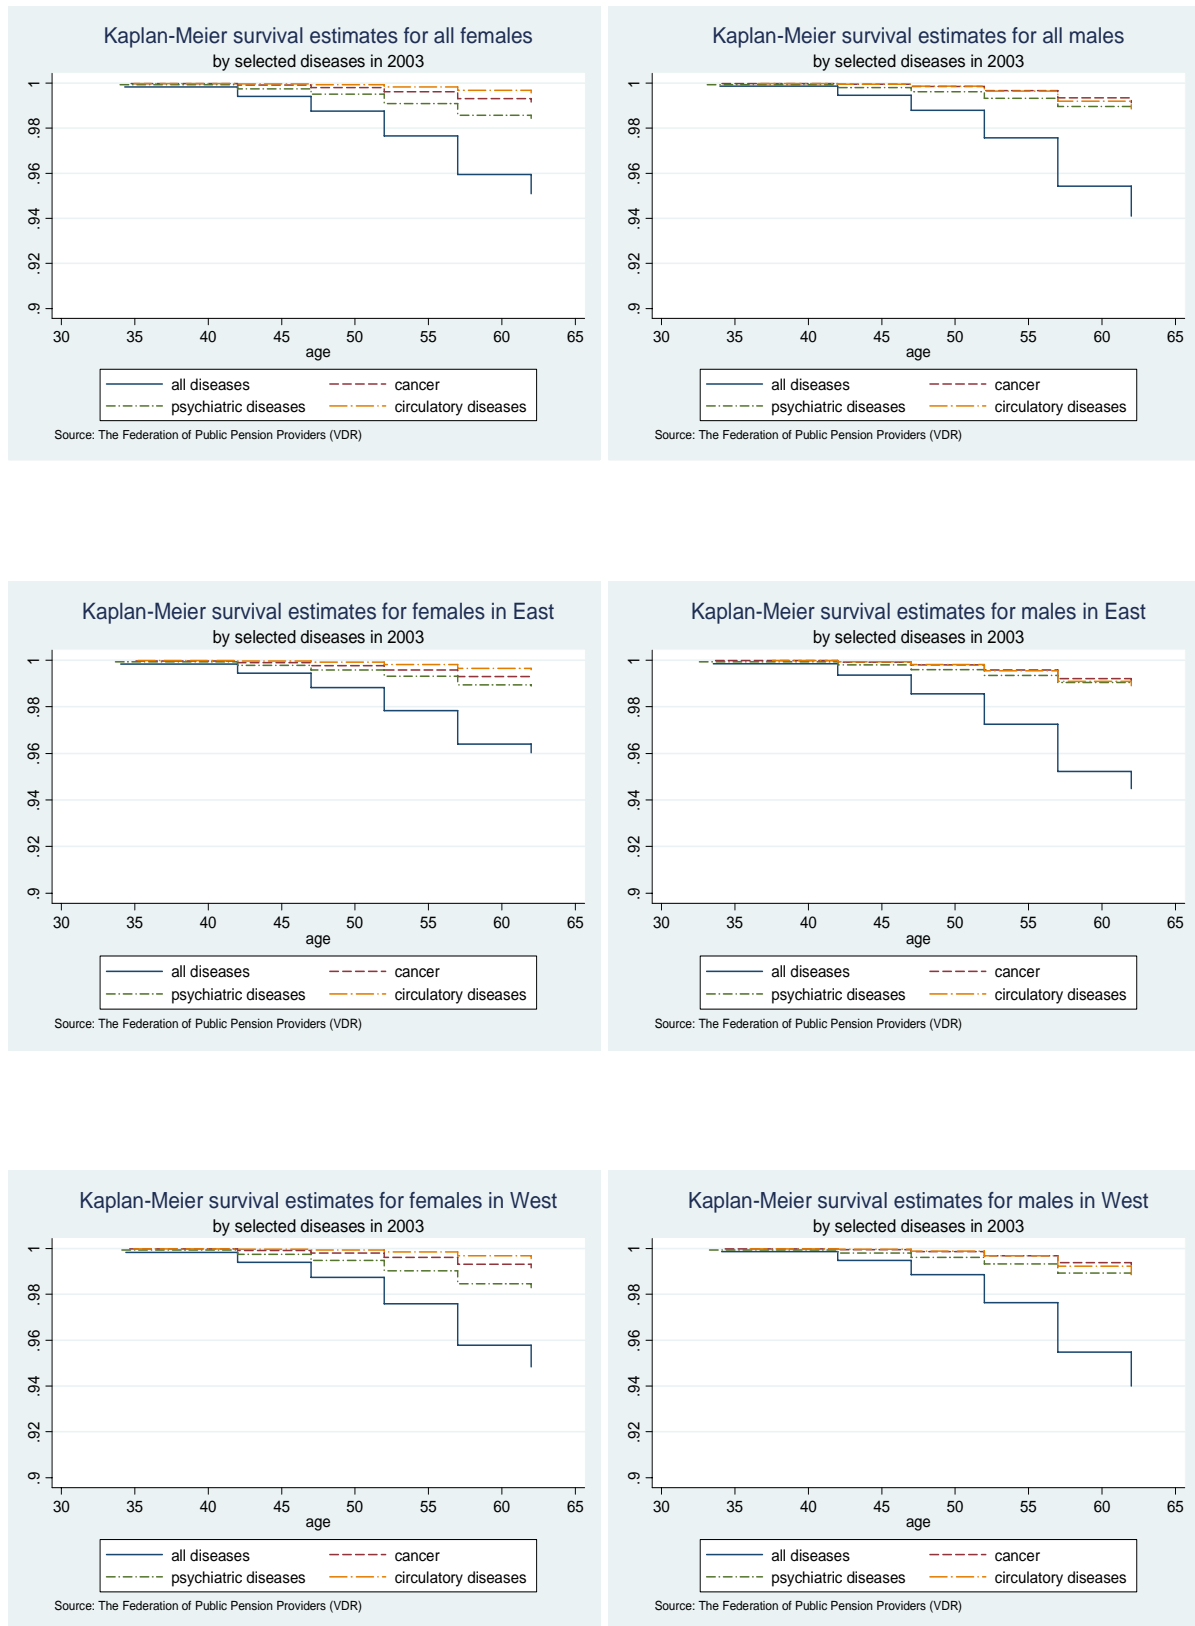 Kaplan-Meier survival estimates for all females
by selected diseases in 2003
1
.98
.96
.94
.92
.9
30 35 40 45 50 55 60 65
age
all diseases cancer
psychiatric diseases circulatory diseases
Source: The Federation of Public Pension Providers (VDR)
Kaplan-Meier survival estimates for all males
by selected diseases in 2003
1
.98
.96
.94
.92
.9
30 35 40 45 50 55 60 65
age
all diseases cancer
psychiatric diseases circulatory diseases
Source: The Federation of Public Pension Providers (VDR)
Kaplan-Meier survival estimates for females in East
by selected diseases in 2003
1
.98
.96
.94
.92
.9
30 35 40 45 50 55 60 65
age
all diseases cancer
psychiatric diseases circulatory diseases
Source: The Federation of Public Pension Providers (VDR)
Kaplan-Meier survival estimates for males in East
by selected diseases in 2003
1
.98
.96
.94
.92
.9
30 35 40 45 50 55 60 65
age
all diseases cancer
psychiatric diseases circulatory diseases
Source: The Federation of Public Pension Providers (VDR)
Kaplan-Meier survival estimates for females in West
by selected diseases in 2003
1
.98
.96
.94
.92
.9
30 35 40 45 50 55 60 65
age
all diseases cancer
psychiatric diseases circulatory diseases
Source: The Federation of Public Pension Providers (VDR)
Kaplan-Meier survival estimates for males in West
by selected diseases in 2003
1
.98
.96
.94
.92
.9
30 35 40 45 50 55 60 65
age
all diseases cancer
psychiatric diseases circulatory diseases
Source: The Federation of Public Pension Providers (VDR)